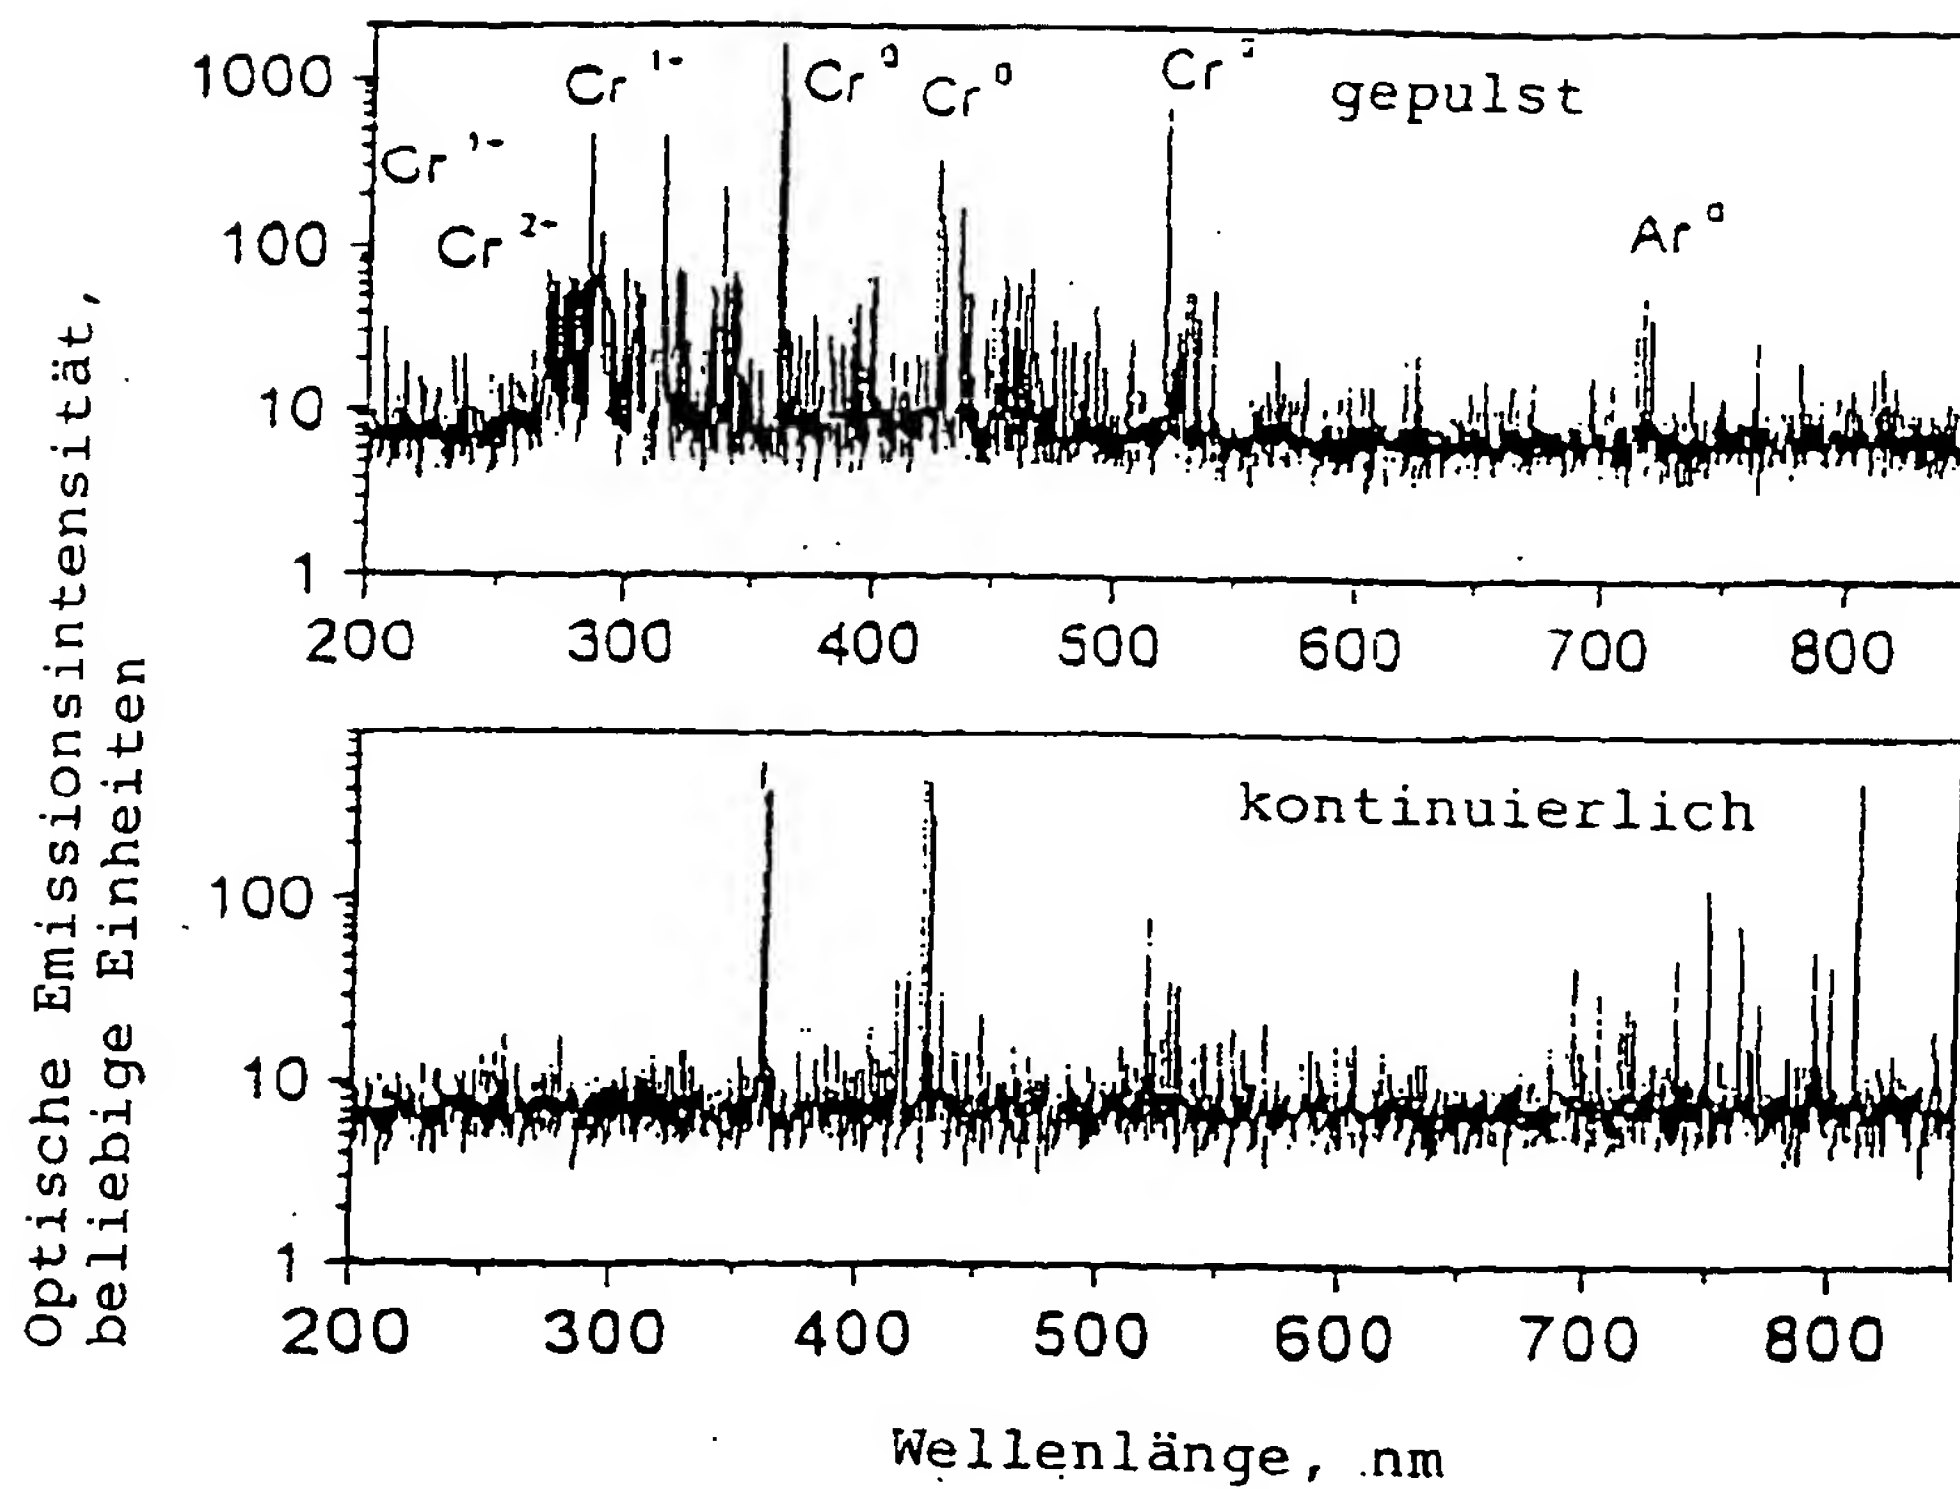 Optische Emissionsintensität,
beliebige Einheiten
1000
100
10
1
Cr 1+
Cr 0
Cr 0
Cr
gepulst
Cr
Cr 2+
Ar 0
200 300 400 500 600 700 800
kontinuierlich
100
10
1
200 300 400 500 600 700 800
Wellenlänge, nm